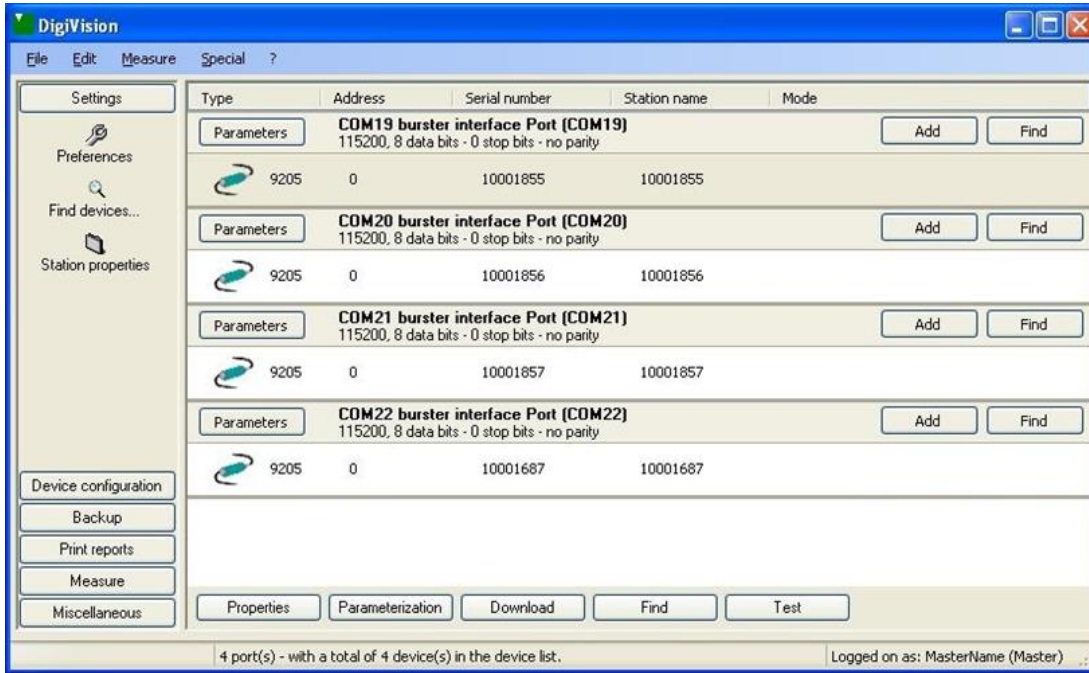 DigiVision
File Edit Measure Special ?
Settings
Preferences
Find devices...
Station properties
Device configuration
Backup
Print reports
Measure
Miscellaneous
Type Address Serial number Station name Mode
Parameters COM19 burster interface Port (COM19) Add Find
115200, 8 data bits - 0 stop bits - no parity
9205 0 10001855 10001855
Parameters COM20 burster interface Port (COM20) Add Find
115200, 8 data bits - 0 stop bits - no parity
9205 0 10001856 10001856
Parameters COM21 burster interface Port (COM21) Add Find
115200, 8 data bits - 0 stop bits - no parity
9205 0 10001857 10001857
Parameters COM22 burster interface Port (COM22) Add Find
115200, 8 data bits - 0 stop bits - no parity
9205 0 10001687 10001687
Properties Parameterization Download Find Test
4 port(s) - with a total of 4 device(s) in the device list. Logged on as: MasterName (Master)